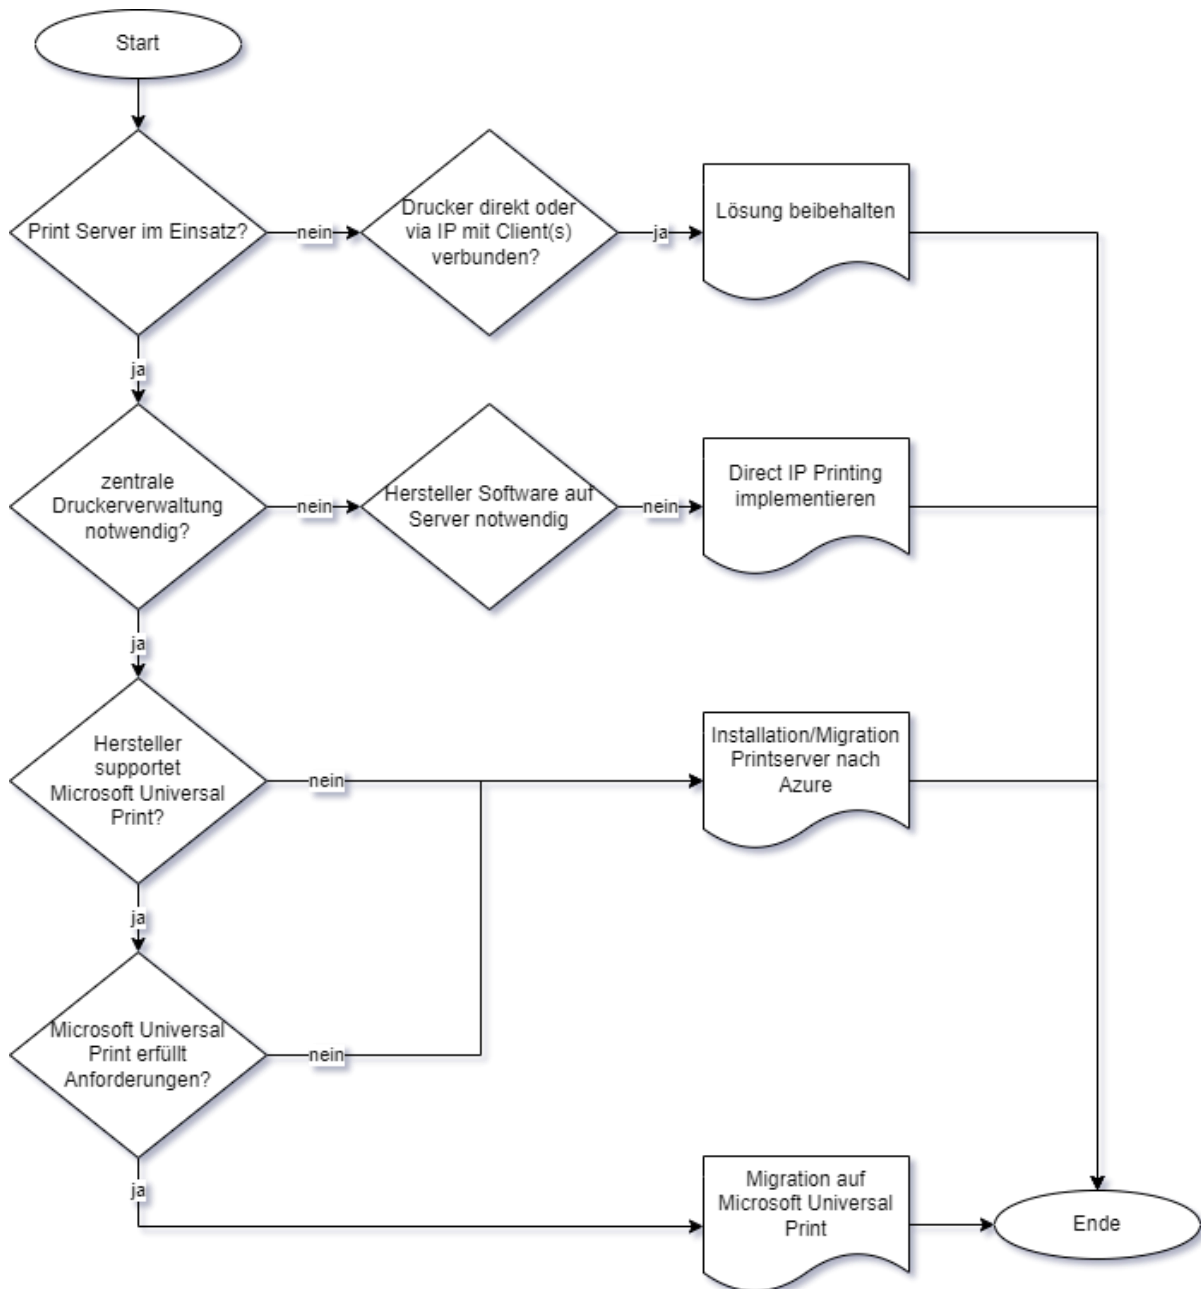 Start
Print Server im Einsatz?
nein
Drucker direkt oder
via IP mit Client(s)
verbunden?
ja
Lösung beibehalten
ja
zentrale
Druckerverwaltung
notwendig?
nein
Hersteller Software auf
Server notwendig
nein
Direct IP Printing
implementieren
ja
Hersteller
supportet
Microsoft Universal
Print?
nein
Installation/Migration
Printserver nach
Azure
ja
Microsoft Universal
Print erfüllt
Anforderungen?
nein
ja
Migration auf
Microsoft Universal
Print
Ende